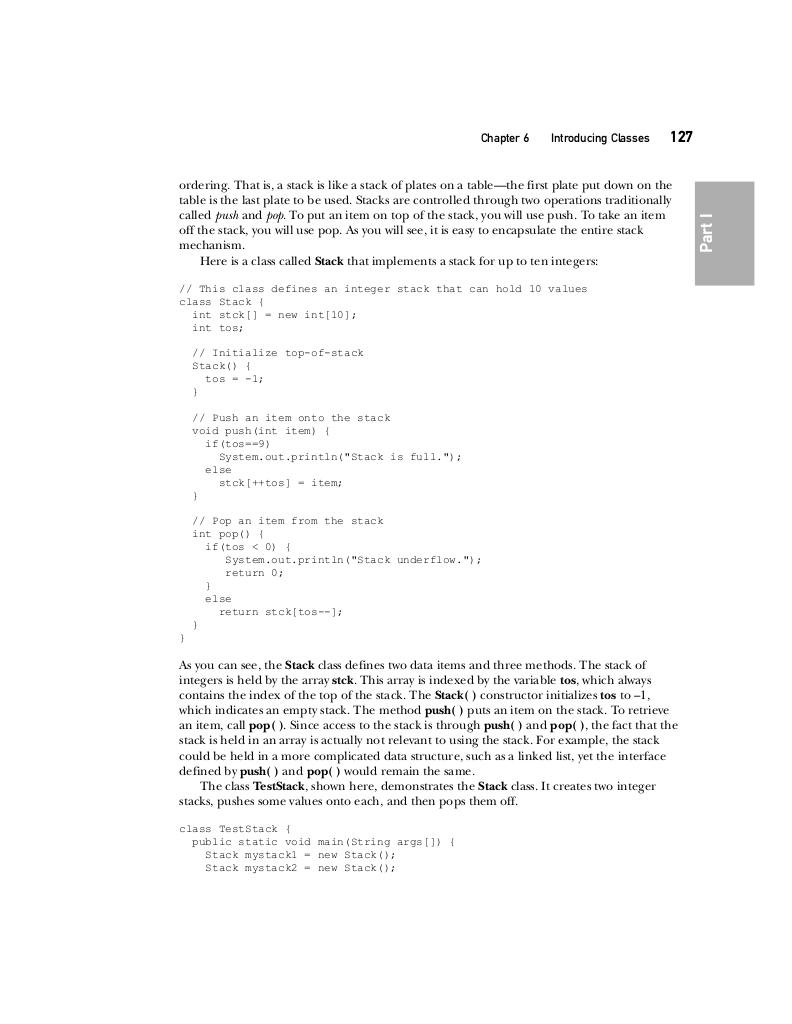 Chapter 6 Introducing Classes 127
Part I
ordering. That is, a stack is like a stack of plates on a table—the first plate put down on the
table is the last plate to be used. Stacks are controlled through two operations traditionally
called push and pop. To put an item on top of the stack, you will use push. To take an item
off the stack, you will use pop. As you will see, it is easy to encapsulate the entire stack
mechanism.
Here is a class called Stack that implements a stack for up to ten integers:
// This class defines an integer stack that can hold 10 values
class Stack {
int stck[] = new int[10];
int tos;
// Initialize top-of-stack
Stack() {
tos = -1;
}
// Push an item onto the stack
void push(int item) {
if(tos==9)
System.out.println("Stack is full.");
else
stck[++tos] = item;
}
// Pop an item from the stack
int pop() {
if(tos < 0) {
System.out.println("Stack underflow.");
return 0;
}
else
return stck[tos--];
}
}
As you can see, the Stack class defines two data items and three methods. The stack of
integers is held by the array stck. This array is indexed by the variable tos, which always
contains the index of the top of the stack. The Stack( ) constructor initializes tos to –1,
which indicates an empty stack. The method push( ) puts an item on the stack. To retrieve
an item, call pop( ). Since access to the stack is through push( ) and pop( ), the fact that the
stack is held in an array is actually not relevant to using the stack. For example, the stack
could be held in a more complicated data structure, such as a linked list, yet the interface
defined by push( ) and pop( ) would remain the same.
The class TestStack, shown here, demonstrates the Stack class. It creates two integer
stacks, pushes some values onto each, and then pops them off.
class TestStack {
public static void main(String args[]) {
Stack mystack1 = new Stack();
Stack mystack2 = new Stack();